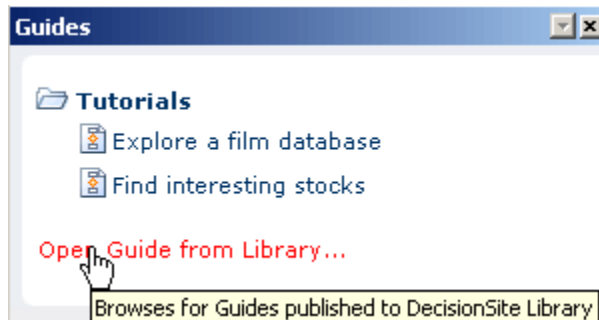 Guides
Tutorials
Explore a film database
Find interesting stocks
Open Guide from Library...
Browses for Guides published to DecisionSite Library